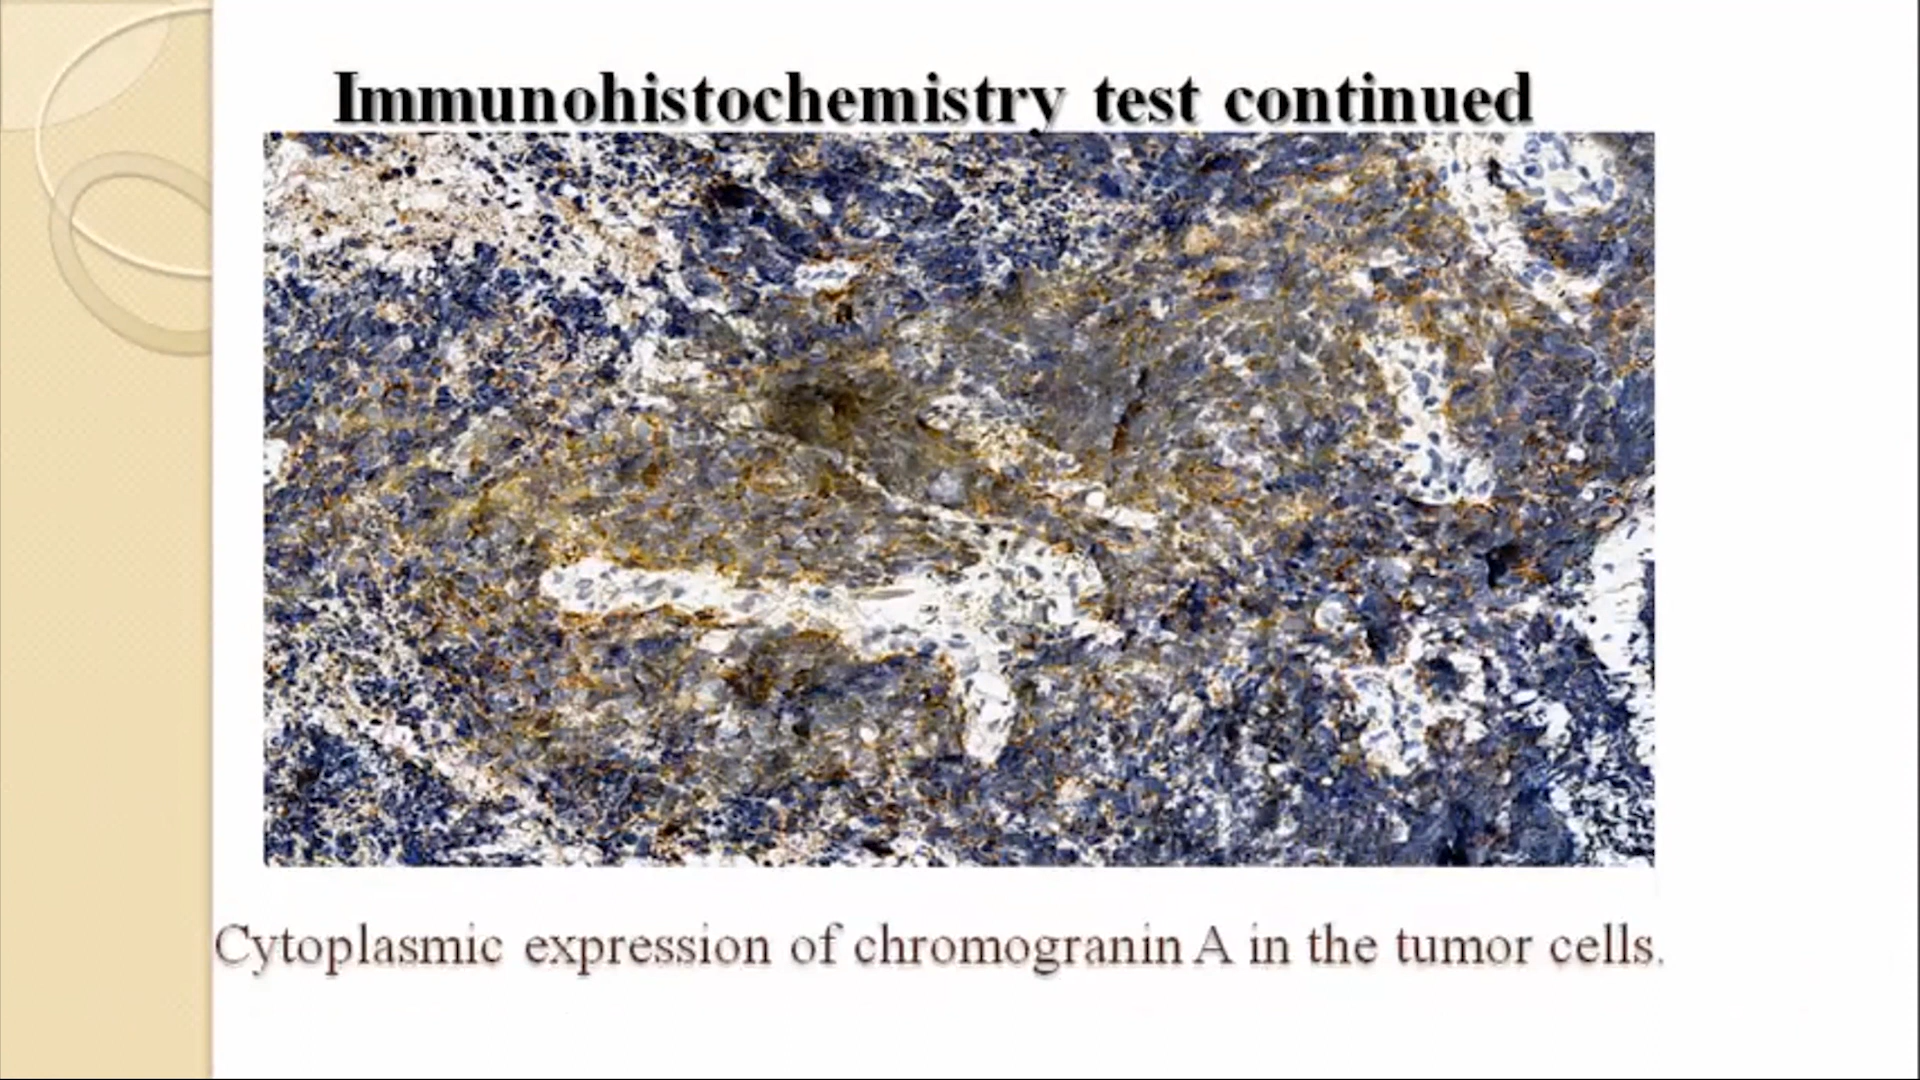 Immunohistochemistry test continued
Cytoplasmic expression of chromogranin A in the tumor cells.